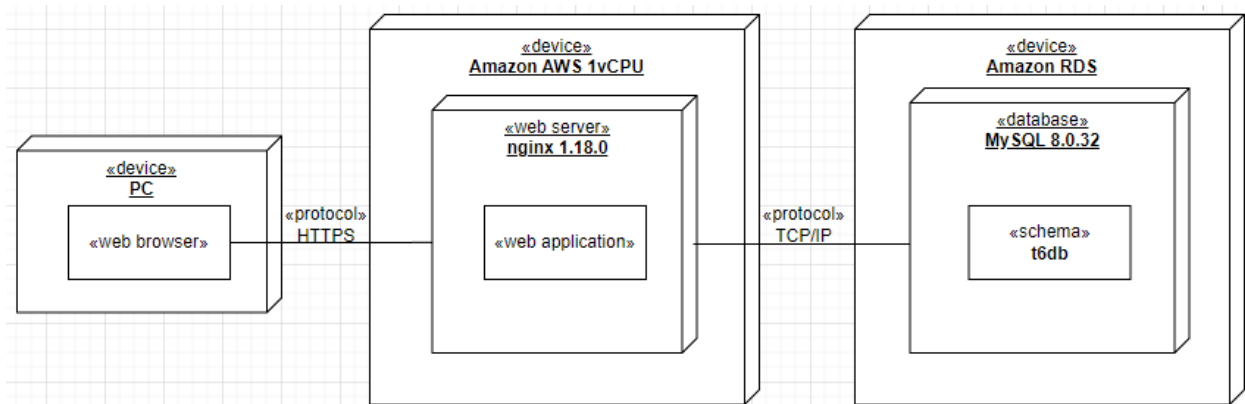 «device»
PC
«web browser»
«protocol»
HTTPS
«device»
Amazon AWS 1vCPU
«web server»
nginx 1.18.0
«web application»
«protocol»
TCP/IP
«device»
Amazon RDS
«database»
MySQL 8.0.32
«schema»
t6db